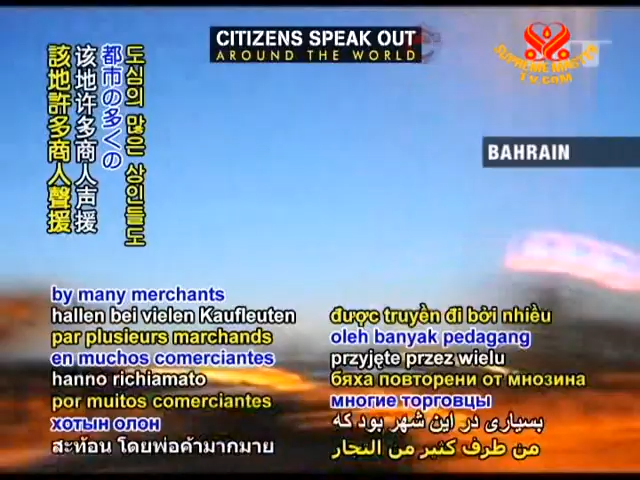 CITIZENS SPEAK OUT
AROUND THE WORLD
SUPREME MASTER
TV.COM
BAHRAIN
도심의 많은 상인들도
都市の多くの
该地许多商人声援
該地許多商人聲援
by many merchants
hallen bei vielen Kaufleuten
par plusieurs marchands
en muchos comerciantes
hanno richiamato
por muitos comerciantes
хотын олон
สะท้อน โดยพ่อค้ามากมาย
được truyền đi bởi nhiều
oleh banyak pedagang
przyjęte przez wielu
бяха повторени от мнозина
многие торговцы
بسیاری در این شهر بود که
من طرف كثير من التجار